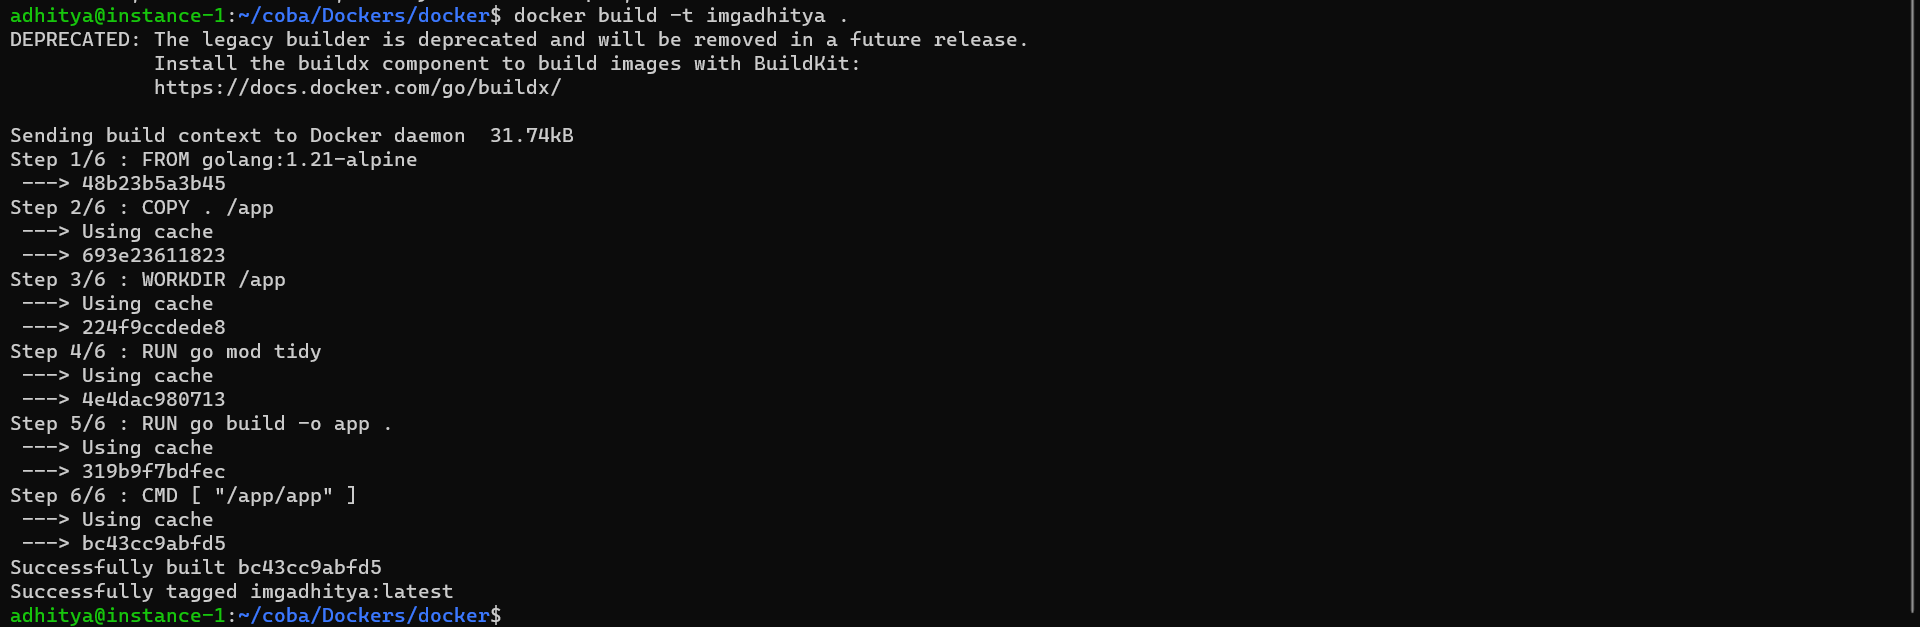 adhitya@instance-1:~/coba/Dockers/docker$ docker build -t imgadhitya .
DEPRECATED: The legacy builder is deprecated and will be removed in a future release.
            Install the buildx component to build images with BuildKit:
            https://docs.docker.com/go/buildx/

Sending build context to Docker daemon  31.74kB
Step 1/6 : FROM golang:1.21-alpine
 ---> 48b23b5a3b45
Step 2/6 : COPY . /app
 ---> Using cache
 ---> 693e23611823
Step 3/6 : WORKDIR /app
 ---> Using cache
 ---> 224f9ccdede8
Step 4/6 : RUN go mod tidy
 ---> Using cache
 ---> 4e4dac980713
Step 5/6 : RUN go build -o app .
 ---> Using cache
 ---> 319b9f7bdfec
Step 6/6 : CMD [ "/app/app" ]
 ---> Using cache
 ---> bc43cc9abfd5
Successfully built bc43cc9abfd5
Successfully tagged imgadhitya:latest
adhitya@instance-1:~/coba/Dockers/docker$